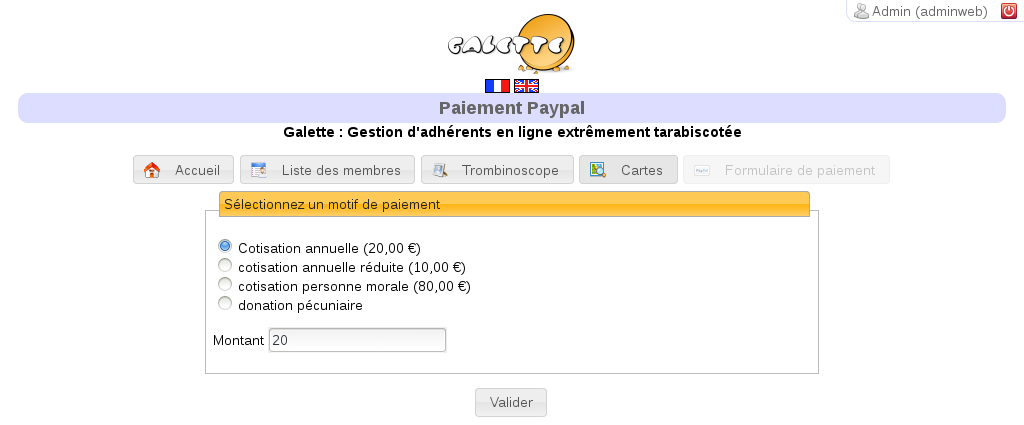 Admin (adminweb)
GALETTE
Paiement Paypal
Galette : Gestion d'adhérents en ligne extrêmement tarabiscotée
Accueil Liste des membres Trombinoscope Cartes Formulaire de paiement
Sélectionnez un motif de paiement
Cotisation annuelle (20,00 €)
cotisation annuelle réduite (10,00 €)
cotisation personne morale (80,00 €)
donation pécuniaire
Montant 20
Valider